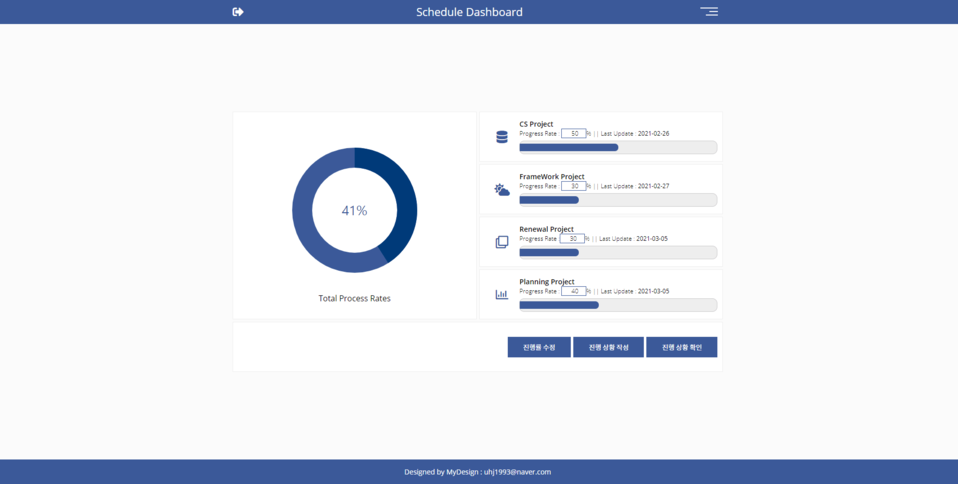 Schedule Dashboard
41%
Total Process Rates
CS Project
Progress Rate : 50 % || Last Update : 2021-02-26
FrameWork Project
Progress Rate : 30 % || Last Update : 2021-02-27
Renewal Project
Progress Rate : 30 % || Last Update : 2021-03-05
Planning Project
Progress Rate : 40 % || Last Update : 2021-03-05
진행률 수정 진행 상황 작성 진행 상황 확인
Designed by MyDesign : uhj1993@naver.com